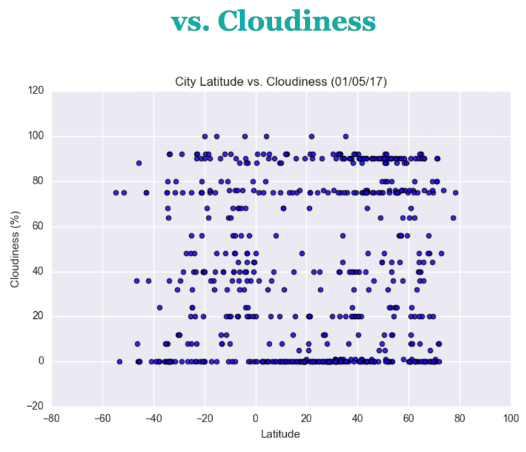 vs. Cloudiness
City Latitude vs. Cloudiness (01/05/17)
120
100
80
60
40
20
0
−20
Cloudiness (%)
−80 −60 −40 −20 0 20 40 60 80 100
Latitude